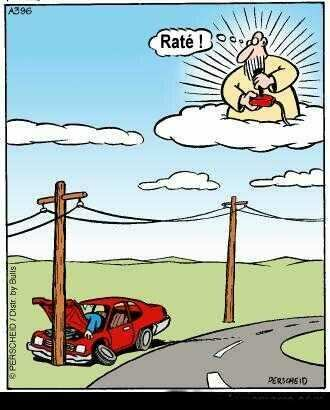 A396
Raté !
© PERSCHEID / Distr. by Bulls
PERSCHEID